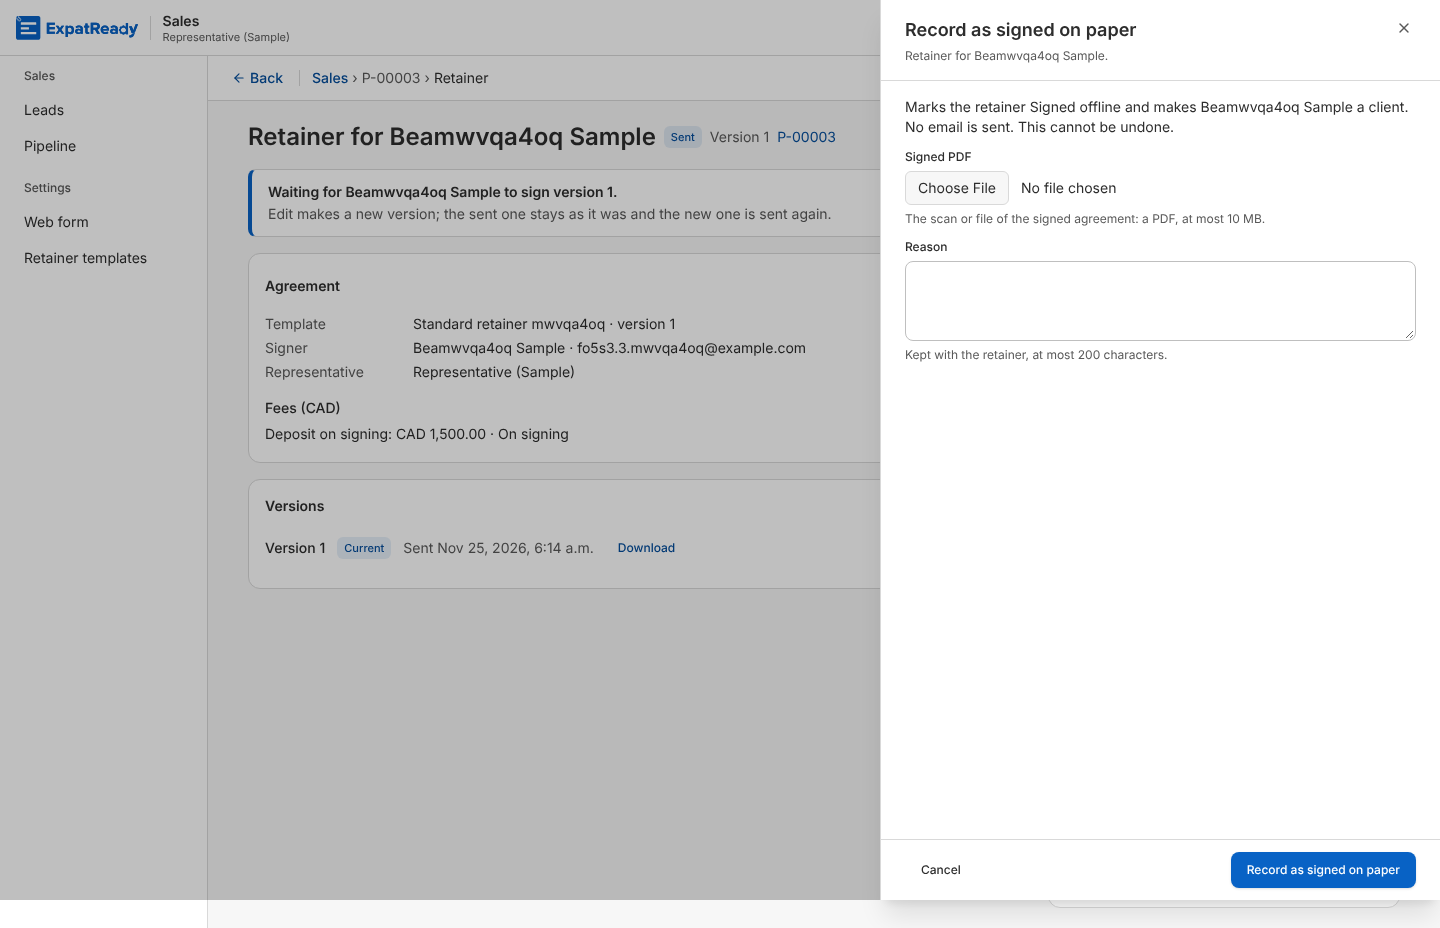 ExpatReady
Sales
Representative (Sample)
Sales
Leads
Pipeline
Settings
Web form
Retainer templates
← Back
Sales › P-00003 › Retainer
Retainer for Beamwvqa4oq Sample Sent Version 1 P-00003
Waiting for Beamwvqa4oq Sample to sign version 1.
Edit makes a new version; the sent one stays as it was and the new one is sent again.
Agreement
Template Standard retainer mwvqa4oq · version 1
Signer Beamwvqa4oq Sample · fo5s3.3.mwvqa4oq@example.com
Representative Representative (Sample)
Fees (CAD)
Deposit on signing: CAD 1,500.00 · On signing
Versions
Version 1 Current Sent Nov 25, 2026, 6:14 a.m. Download
Record as signed on paper
Retainer for Beamwvqa4oq Sample.
Marks the retainer Signed offline and makes Beamwvqa4oq Sample a client.
No email is sent. This cannot be undone.
Signed PDF
Choose File No file chosen
The scan or file of the signed agreement: a PDF, at most 10 MB.
Reason
Kept with the retainer, at most 200 characters.
Cancel
Record as signed on paper